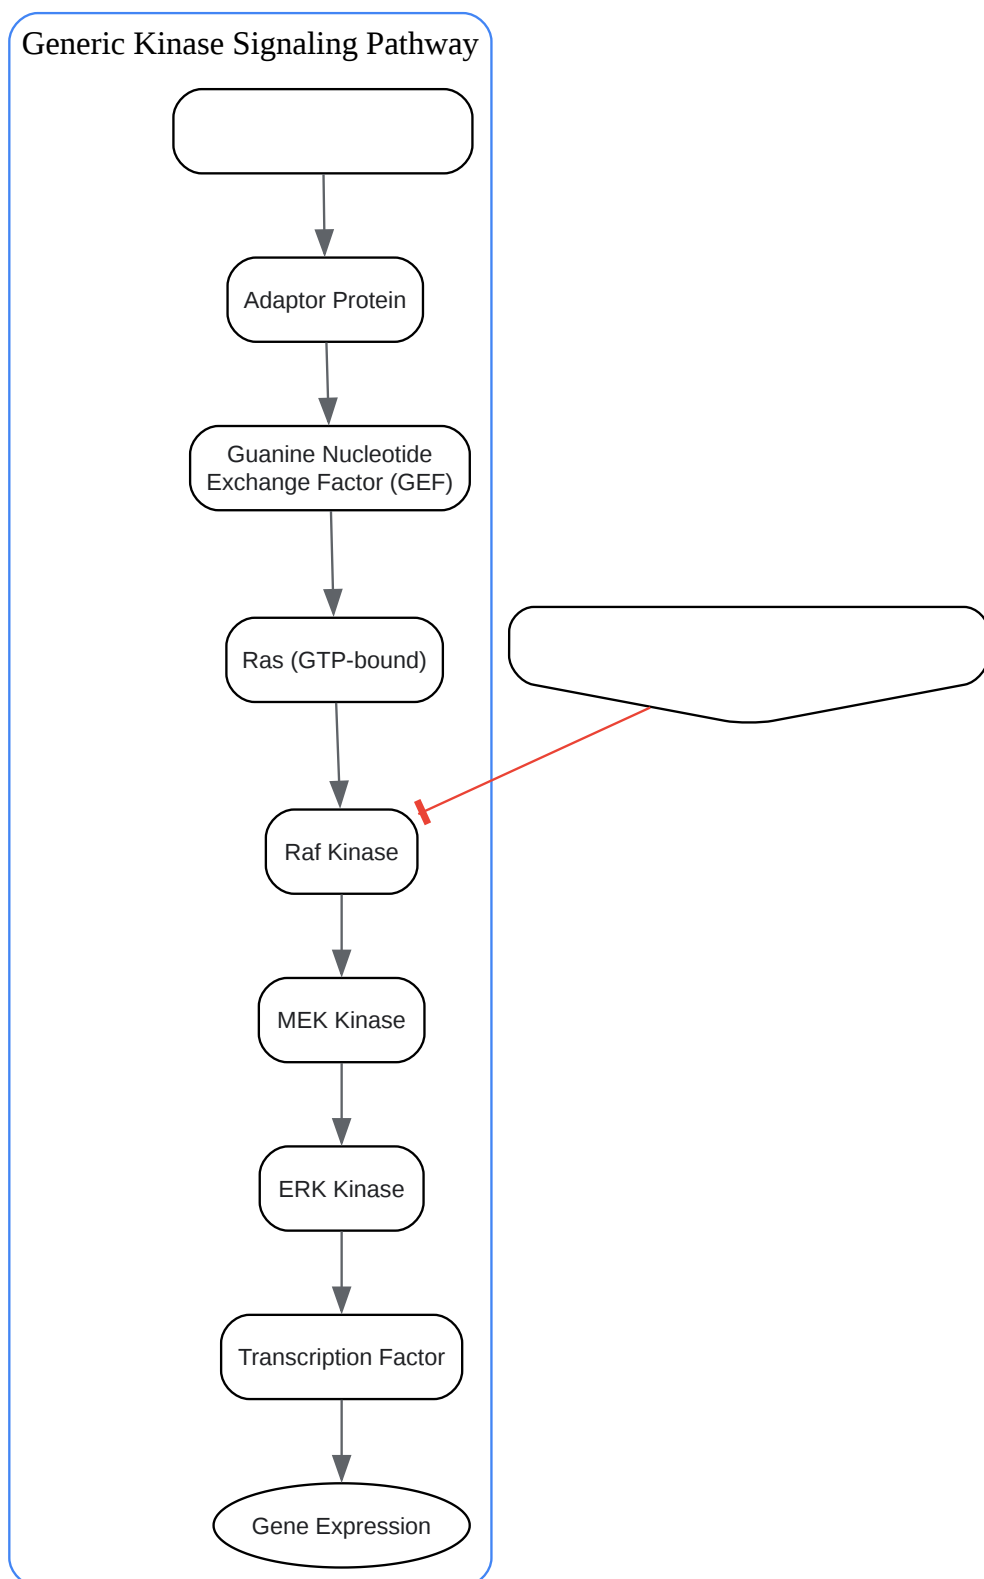 Generic Kinase Signaling Pathway
Adaptor Protein
Guanine Nucleotide
Exchange Factor (GEF)
Ras (GTP-bound)
Raf Kinase
MEK Kinase
ERK Kinase
Transcription Factor
Gene Expression